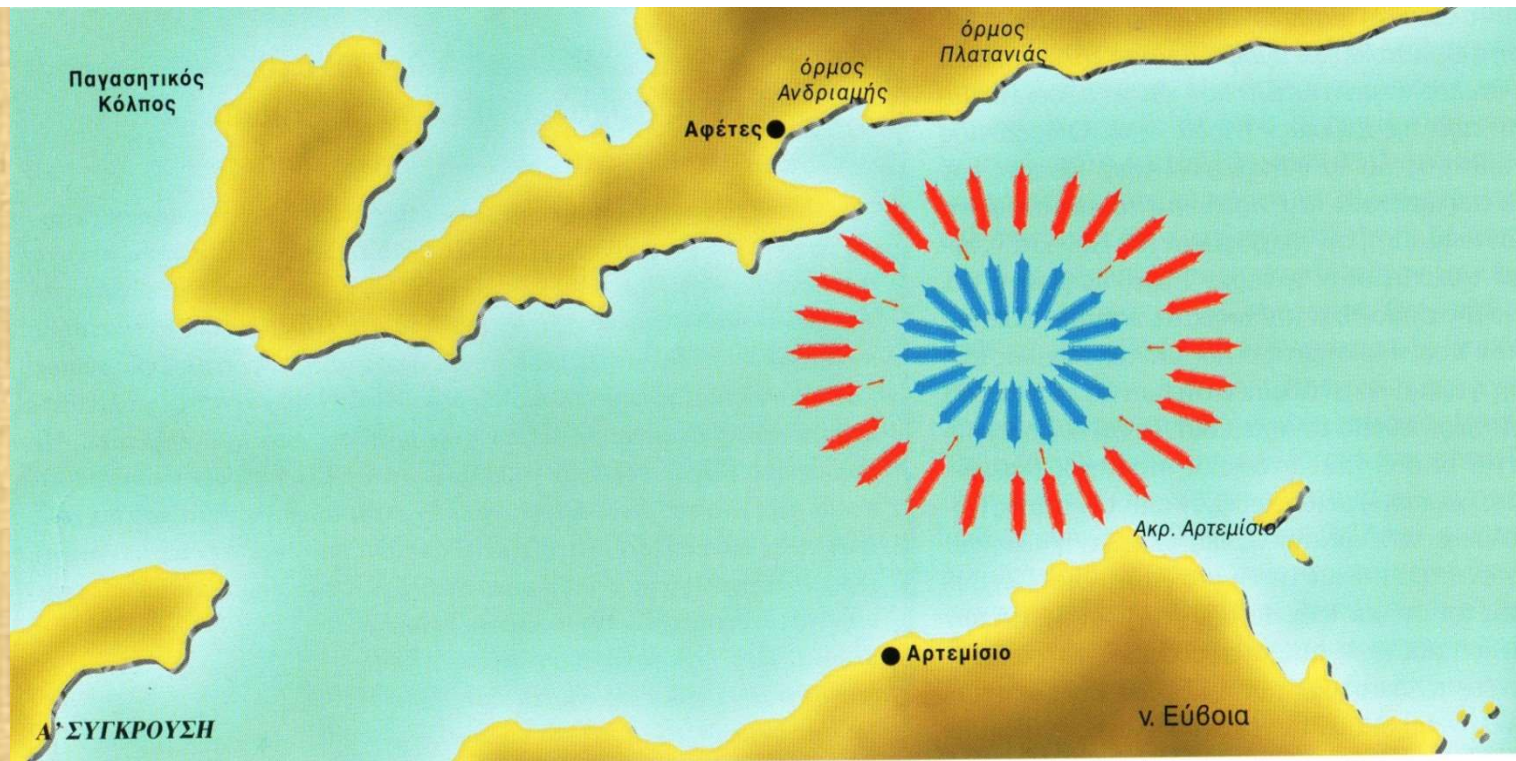 Παγασητικός
Κόλπος
όρμος
Πλατανιάς
όρμος
Ανδριαμής
Αφέτες
Ακρ. Αρτεμίσιο
Αρτεμίσιο
ν. Εύβοια
Α' ΣΥΓΚΡΟΥΣΗ